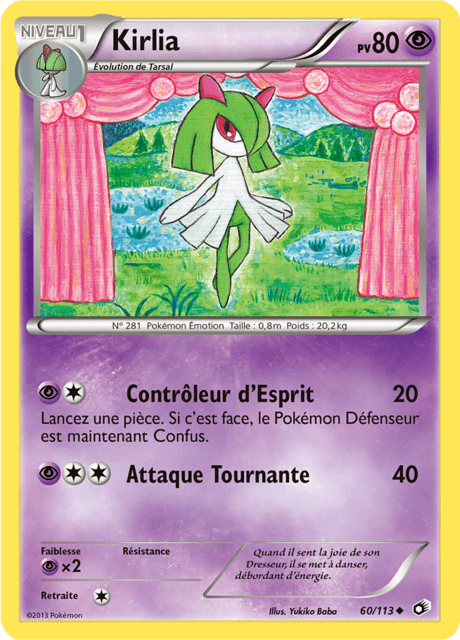 NIVEAU 1
Kirlia
PV 80
Évolution de Tarsal
N° 281 Pokémon Émotion Taille : 0,8m Poids : 20,2kg
Contrôleur d'Esprit 20
Lancez une pièce. Si c'est face, le Pokémon Défenseur
est maintenant Confus.
Attaque Tournante 40
Faiblesse
×2
Résistance
Retraite
Quand il sent la joie de son
Dresseur, il se met à danser,
débordant d'énergie.
©2013 Pokémon
Illus. Yukiko Baba
60/113